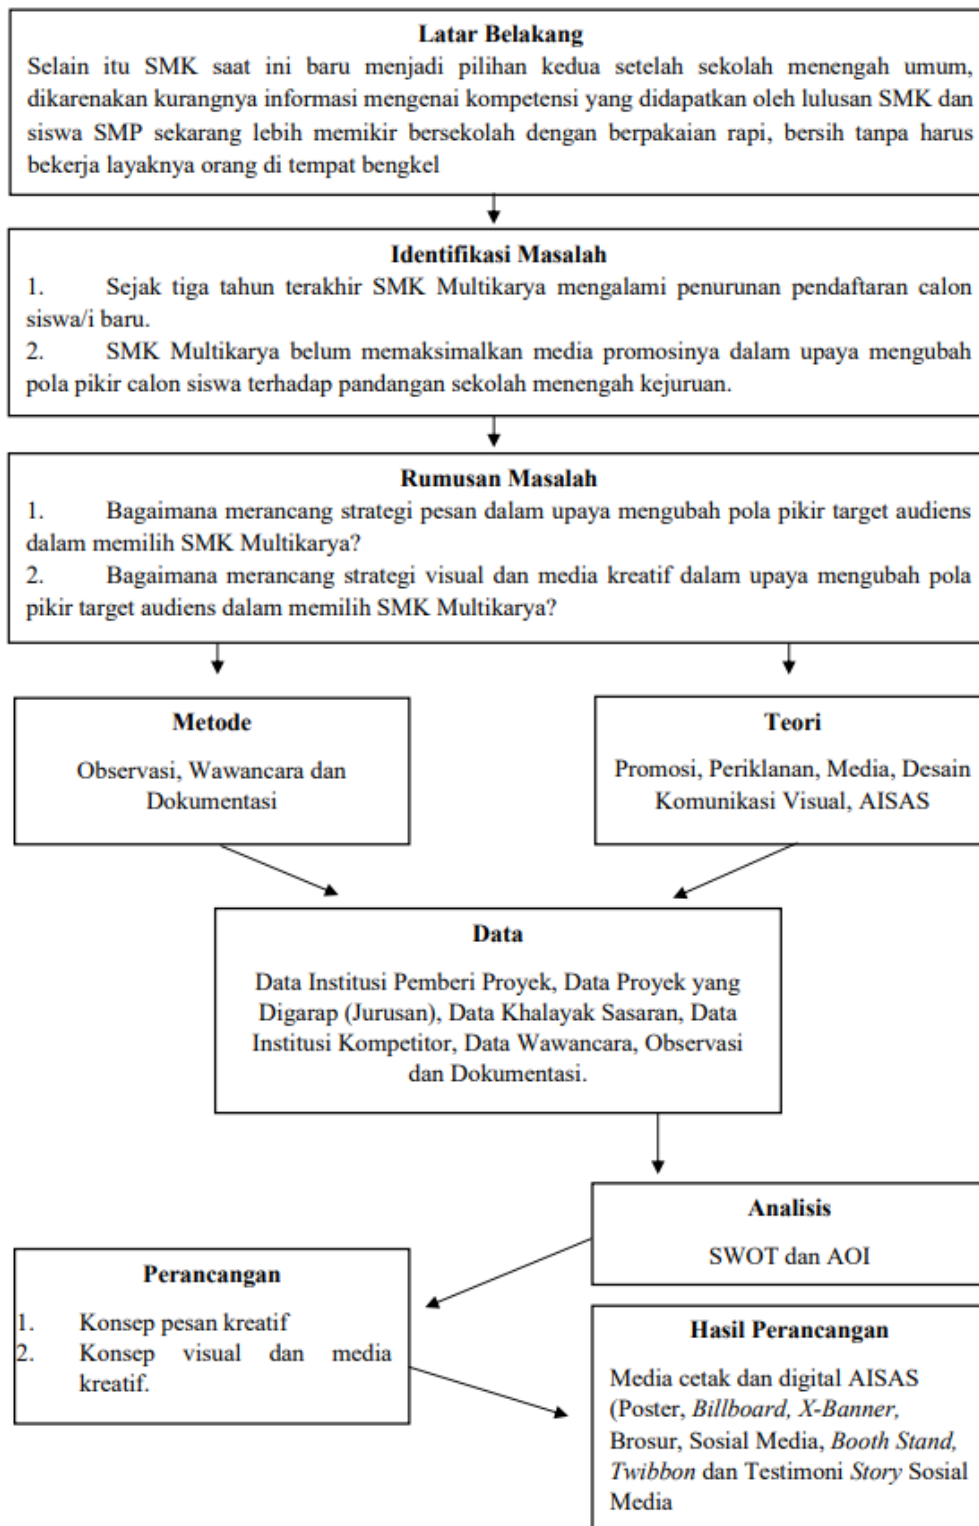 Latar Belakang
Selain itu SMK saat ini baru menjadi pilihan kedua setelah sekolah menengah umum,
dikarenakan kurangnya informasi mengenai kompetensi yang didapatkan oleh lulusan SMK dan
siswa SMP sekarang lebih memikir bersekolah dengan berpakaian rapi, bersih tanpa harus
bekerja layaknya orang di tempat bengkel
Identifikasi Masalah
1. Sejak tiga tahun terakhir SMK Multikarya mengalami penurunan pendaftaran calon
siswa/i baru.
2. SMK Multikarya belum memaksimalkan media promosinya dalam upaya mengubah
pola pikir calon siswa terhadap pandangan sekolah menengah kejuruan.
Rumusan Masalah
1. Bagaimana merancang strategi pesan dalam upaya mengubah pola pikir target audiens
dalam memilih SMK Multikarya?
2. Bagaimana merancang strategi visual dan media kreatif dalam upaya mengubah pola
pikir target audiens dalam memilih SMK Multikarya?
Metode
Observasi, Wawancara dan
Dokumentasi
Teori
Promosi, Periklanan, Media, Desain
Komunikasi Visual, AISAS
Data
Data Institusi Pemberi Proyek, Data Proyek yang
Digarap (Jurusan), Data Khalayak Sasaran, Data
Institusi Kompetitor, Data Wawancara, Observasi
dan Dokumentasi.
Analisis
SWOT dan AOI
Perancangan
1. Konsep pesan kreatif
2. Konsep visual dan media
kreatif.
Hasil Perancangan
Media cetak dan digital AISAS
(Poster, Billboard, X-Banner,
Brosur, Sosial Media, Booth Stand,
Twibbon dan Testimoni Story Sosial
Media